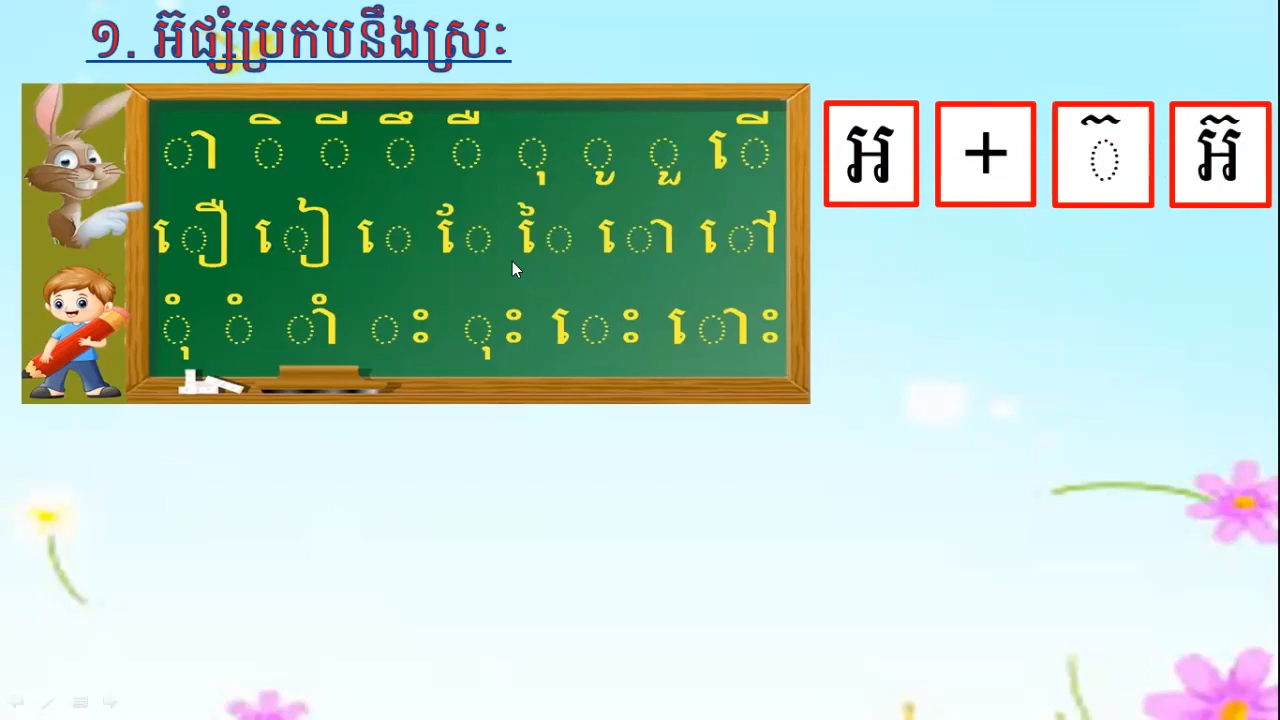 ១. អ៊ផ្សំប្រកបនឹងស្រៈ
ា ិ ី ឹ ឺ ុ ូ ួ ើ
ឿ ៀ េ ែ ៃ ោ ៅ
ុំ ំ ាំ ះ ុះ េះ ោះ
អ + ៊ អ៊